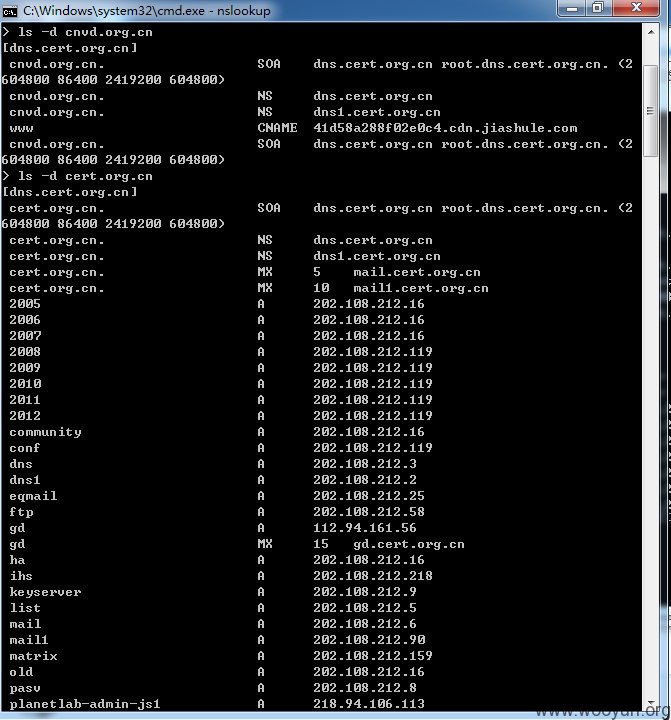 C:\Windows\system32\cmd.exe - nslookup
> ls -d cnvd.org.cn
[dns.cert.org.cn]
cnvd.org.cn. SOA dns.cert.org.cn root.dns.cert.org.cn. (2
604800 86400 2419200 604800)
cnvd.org.cn. NS dns.cert.org.cn
cnvd.org.cn. NS dns1.cert.org.cn
www CNAME 41d58a288f02e0c4.cdn.jiashule.com
cnvd.org.cn. SOA dns.cert.org.cn root.dns.cert.org.cn. (2
604800 86400 2419200 604800)
> ls -d cert.org.cn
[dns.cert.org.cn]
cert.org.cn. SOA dns.cert.org.cn root.dns.cert.org.cn. (2
604800 86400 2419200 604800)
cert.org.cn. NS dns.cert.org.cn
cert.org.cn. NS dns1.cert.org.cn
cert.org.cn. MX 5 mail.cert.org.cn
cert.org.cn. MX 10 mail1.cert.org.cn
2005 A 202.108.212.16
2006 A 202.108.212.16
2007 A 202.108.212.16
2008 A 202.108.212.119
2009 A 202.108.212.119
2010 A 202.108.212.119
2011 A 202.108.212.119
2012 A 202.108.212.119
community A 202.108.212.16
conf A 202.108.212.119
dns A 202.108.212.3
dns1 A 202.108.212.2
eqmail A 202.108.212.25
ftp A 202.108.212.58
gd A 112.94.161.56
gd MX 15 gd.cert.org.cn
ha A 202.108.212.16
ihs A 202.108.212.218
keyserver A 202.108.212.9
list A 202.108.212.5
mail A 202.108.212.6
mail1 A 202.108.212.90
matrix A 202.108.212.159
old A 202.108.212.16
pasv A 202.108.212.8
planetlab-admin-js1 A 218.94.106.113
www.wooyun.org